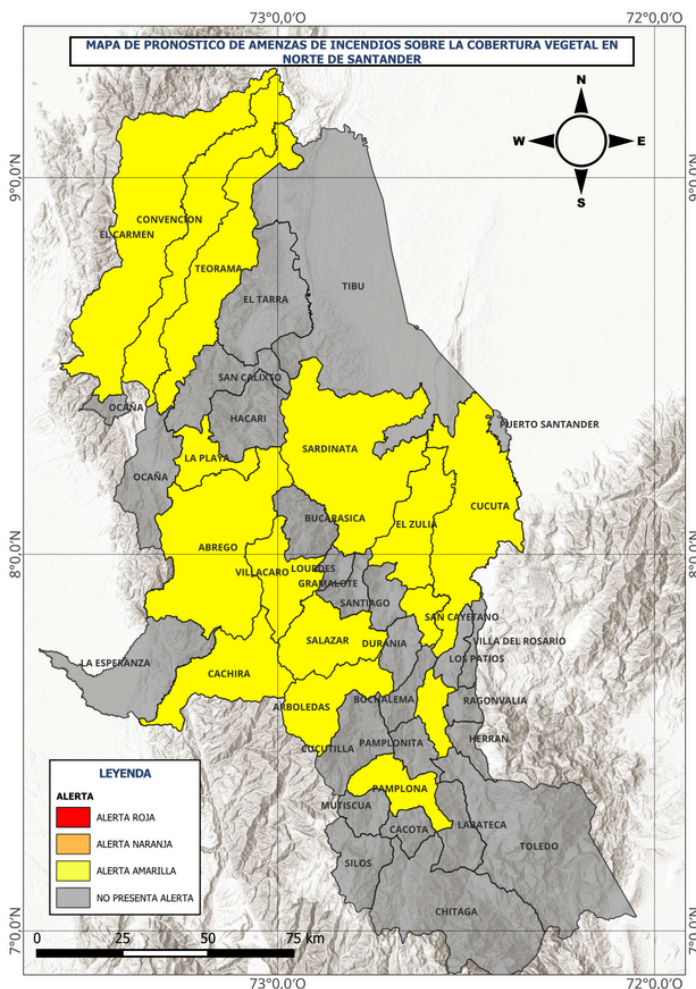 73°0,0'O
72°0,0'O
MAPA DE PRONOSTICO DE AMENZAS DE INCENDIOS SOBRE LA COBERTURA VEGETAL EN
NORTE DE SANTANDER
N
W
E
S
9°0,0'N
9°0,0'N
CONVENCION
EL CARMEN
TEORAMA
TIBU
EL TARRA
SAN CALIXTO
OCAÑA
HACARI
PUERTO SANTANDER
SARDINATA
LA PLAYA
OCAÑA
CUCUTA
BUCARASICA
EL ZULIA
ABREGO
8°0,0'N
8°0,0'N
LOURDES
VILLACARO
GRAMALOTE
SANTIAGO
SAN CAYETANO
SALAZAR
DURANIA
VILLA DEL ROSARIO
LA ESPERANZA
LOS PATIOS
CACHIRA
BOCHALEMA
RAGONVALIA
ARBOLEDAS
HERRAN
CUCUTILLA
PAMPLONITA
PAMPLONA
MUTISCUA
CACOTA
LABATECA
TOLEDO
SILOS
CHITAGA
LEYENDA
ALERTA
ALERTA ROJA
ALERTA NARANJA
ALERTA AMARILLA
NO PRESENTA ALERTA
7°0,0'N
7°0,0'N
0 25 50 75 km
73°0,0'O
72°0,0'O